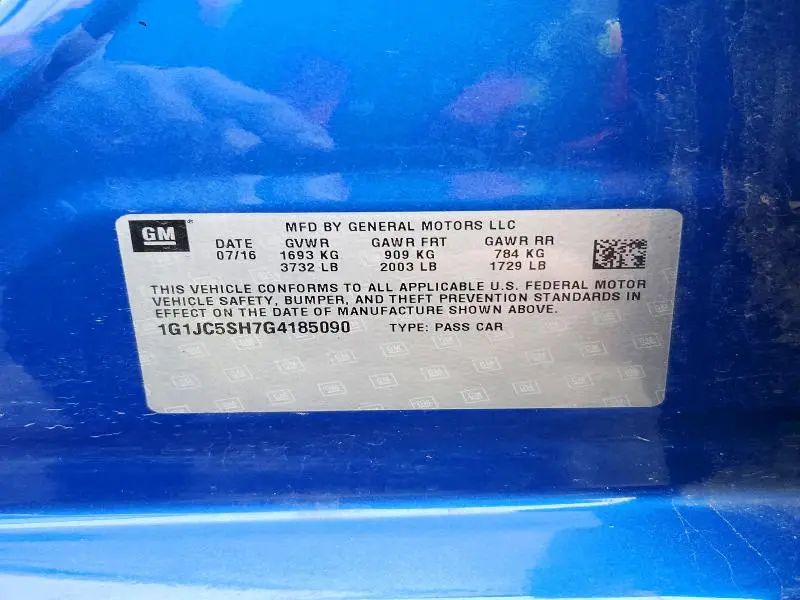 GM
MFD BY GENERAL MOTORS LLC
DATE GVWR GAWR FRT GAWR RR
07/16 1693 KG 909 KG 784 KG
3732 LB 2003 LB 1729 LB
THIS VEHICLE CONFORMS TO ALL APPLICABLE U.S. FEDERAL MOTOR
VEHICLE SAFETY, BUMPER, AND THEFT PREVENTION STANDARDS IN
EFFECT ON THE DATE OF MANUFACTURE SHOWN ABOVE.
1G1JC5SH7G4185090 TYPE: PASS CAR